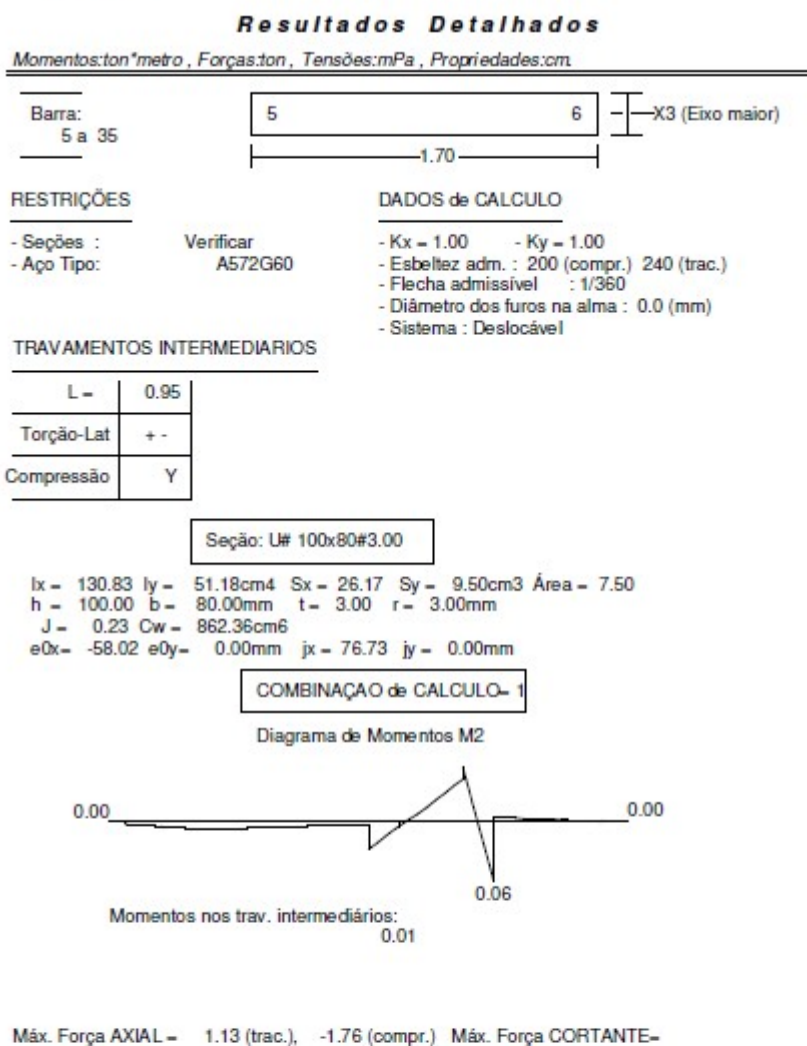 Resultados Detalhados
Momentos:ton*metro , Forças:ton , Tensões:mPa , Propriedades:cm.
Barra:
5 a 35
5 6
X3 (Eixo maior)
1.70
RESTRIÇÕES
- Seções : Verificar
- Aço Tipo: A572G60
DADOS de CALCULO
- Kx = 1.00 - Ky = 1.00
- Esbeltez adm. : 200 (compr.) 240 (trac.)
- Flecha admissível : 1/360
- Diâmetro dos furos na alma : 0.0 (mm)
- Sistema : Deslocável
TRAVAMENTOS INTERMEDIARIOS
L = 0.95
Torção-Lat + -
Compressão Y
Seção: U# 100x80#3.00
Ix = 130.83 Iy = 51.18cm4 Sx = 26.17 Sy = 9.50cm3 Área = 7.50
h = 100.00 b = 80.00mm t = 3.00 r = 3.00mm
J = 0.23 Cw = 862.36cm6
e0x= -58.02 e0y= 0.00mm jx = 76.73 jy = 0.00mm
COMBINAÇAO de CALCULO= 1
Diagrama de Momentos M2
0.00 0.00
0.06
Momentos nos trav. intermediários:
0.01
Máx. Força AXIAL = 1.13 (trac.), -1.76 (compr.) Máx. Força CORTANTE=